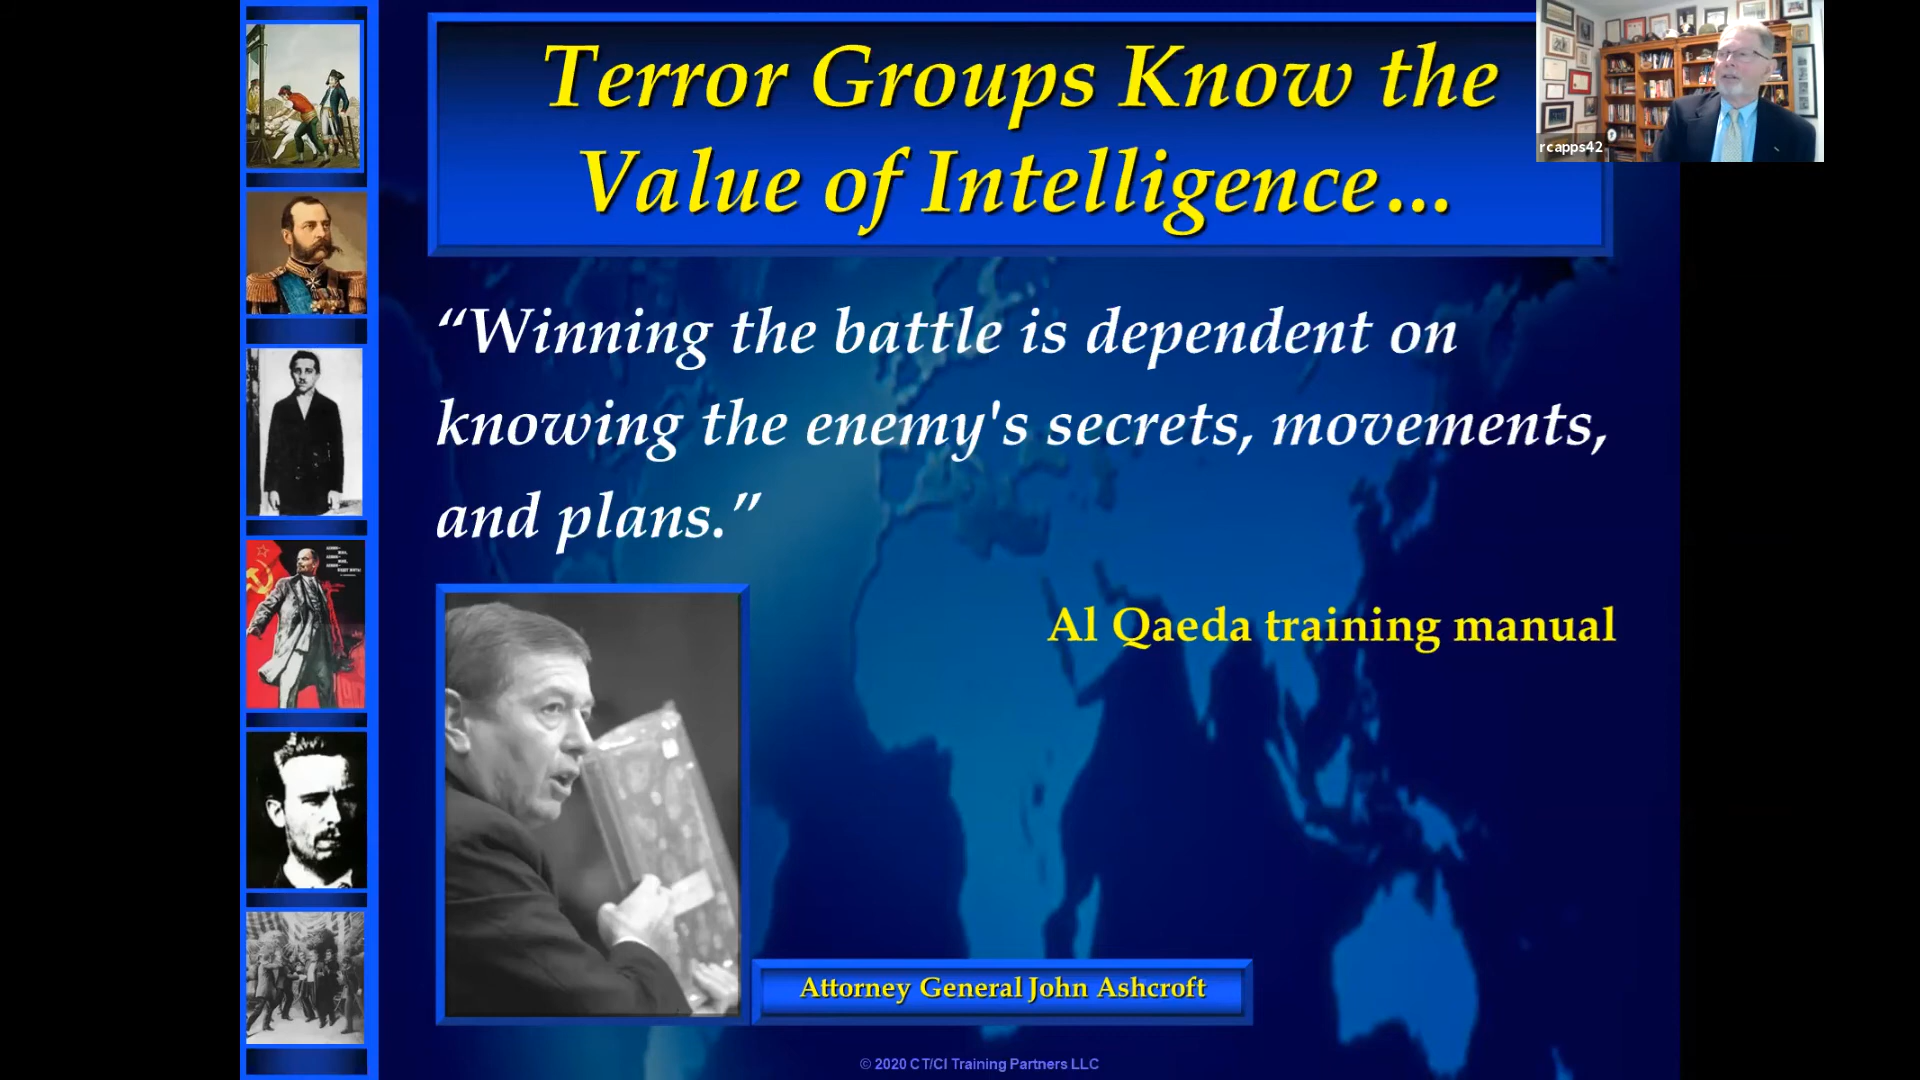 Terror Groups Know the
Value of Intelligence...
rcapps42
“Winning the battle is dependent on
knowing the enemy's secrets, movements,
and plans.”
Al Qaeda training manual
Attorney General John Ashcroft
© 2020 CT/CI Training Partners LLC